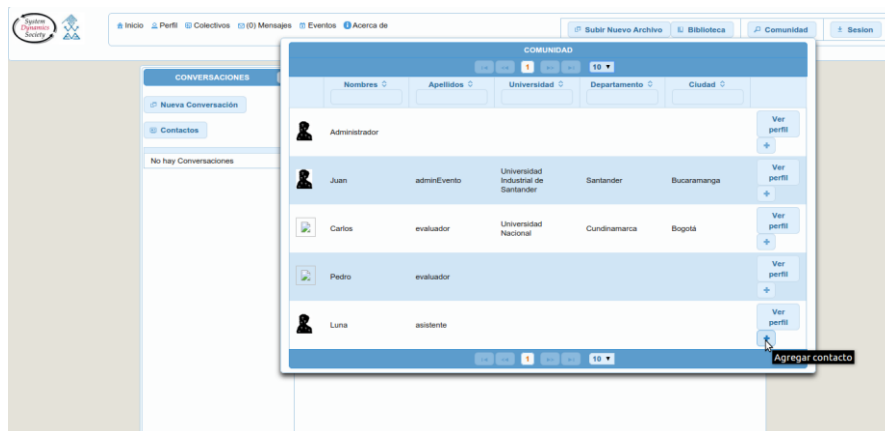 System
Dynamics
Society
Inicio Perfil Colectivos (0) Mensajes Eventos Acerca de
Subir Nuevo Archivo Biblioteca Comunidad Sesion
COMUNIDAD
1 10
CONVERSACIONES
Nombres Apellidos Universidad Departamento Ciudad
Nueva Conversación
Contactos
No hay Conversaciones
Administrador
Ver
perfil
Juan adminEvento
Universidad
Industrial de
Santander
Santander Bucaramanga
Ver
perfil
Carlos evaluador
Universidad
Nacional
Cundinamarca Bogotá
Ver
perfil
Pedro evaluador
Ver
perfil
Luna asistente
Ver
perfil
Agregar contacto
1 10